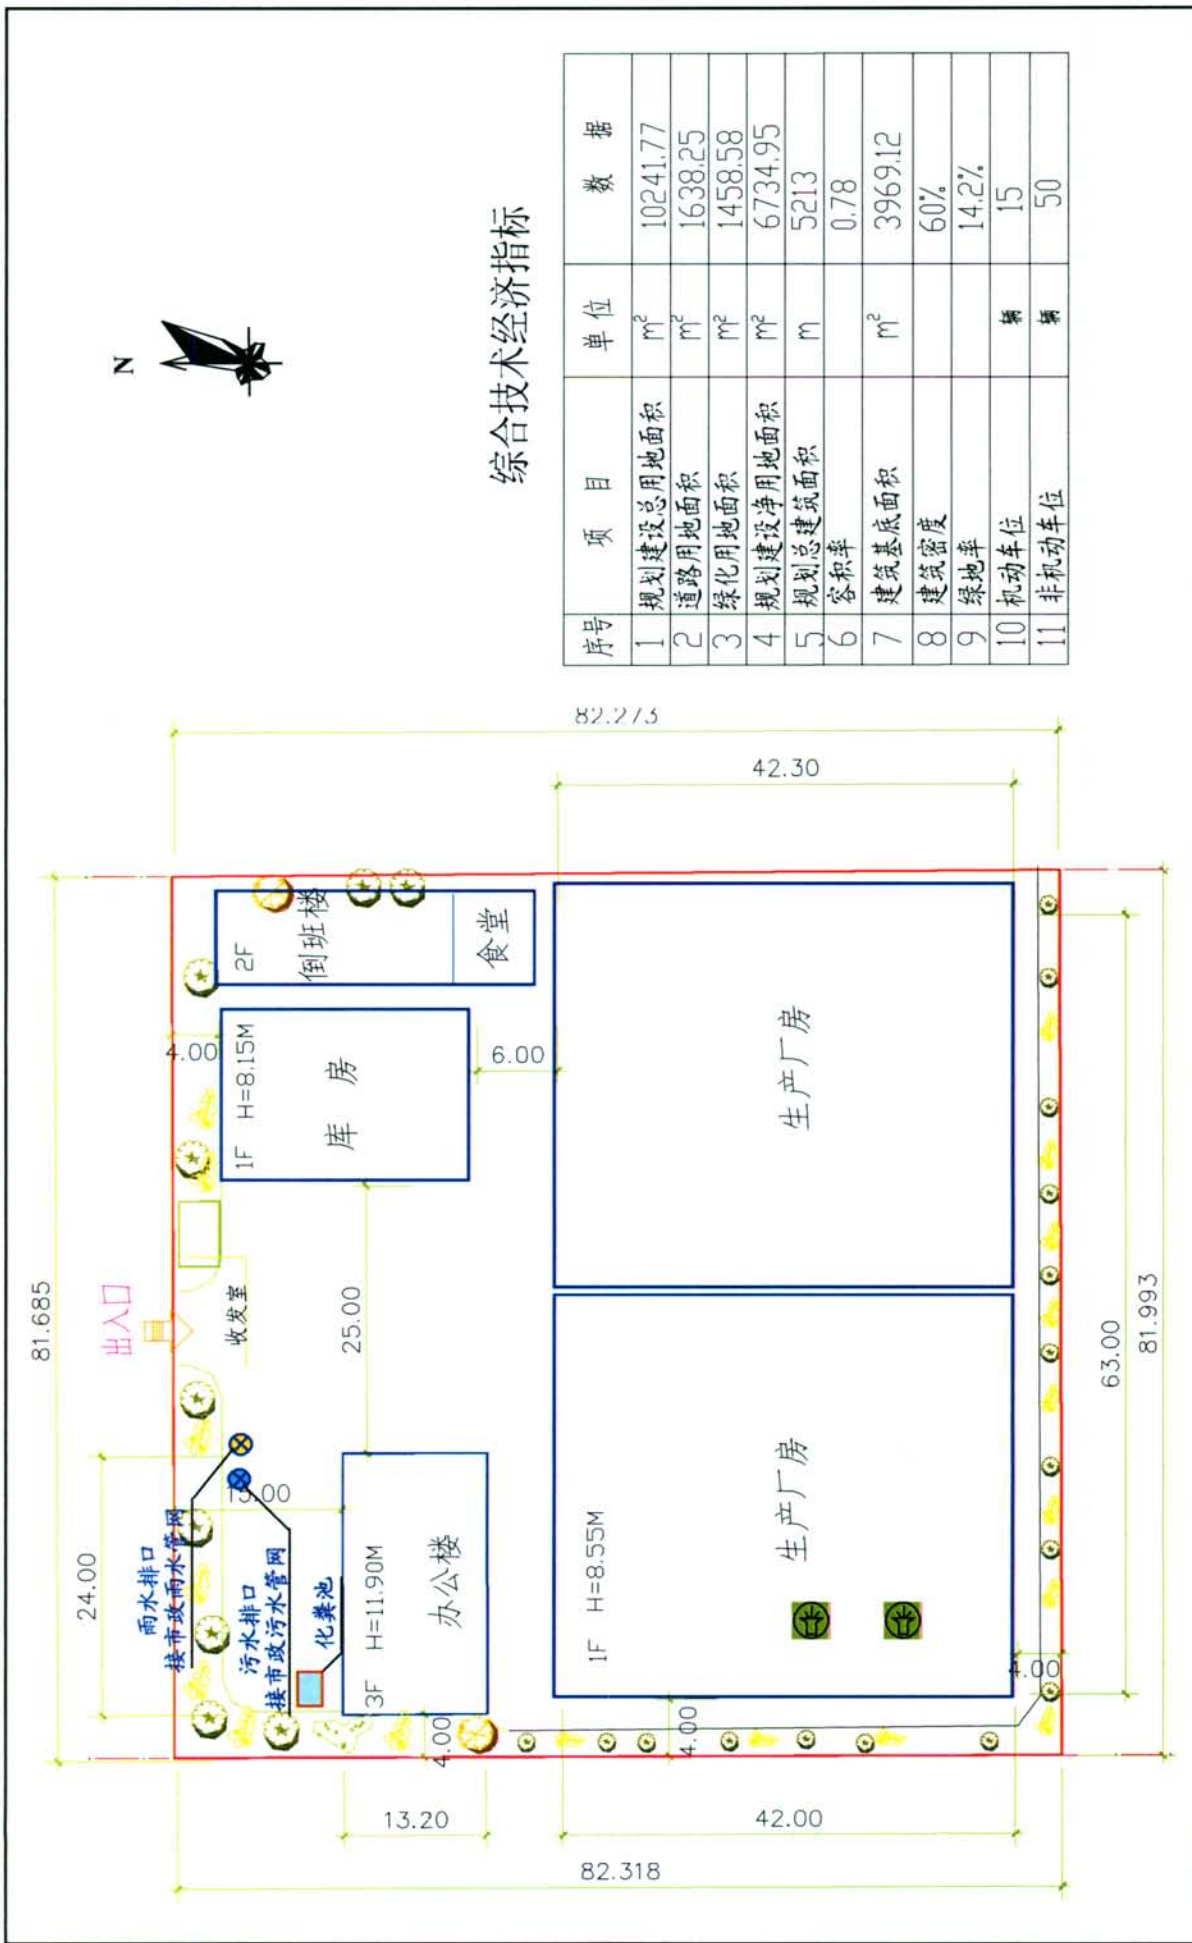 N
综合技术经济指标
序号 项 目 单 位 数 据
1 规划建设总用地面积 m² 10241.77
2 道路用地面积 m² 1638.25
3 绿化用地面积 m² 1458.58
4 规划建设净用地面积 m² 6734.95
5 规划总建筑面积 m 5213
6 容积率 0.78
7 建筑基底面积 m² 3969.12
8 建筑密度 60%
9 绿地率 14.2%
10 机动车位 辆 15
11 非机动车位 辆 50
81.685
82.273
42.30
出入口
收发室
24.00
25.00
4.00
6.00
2F
倒班楼
食堂
1F H=8.15M
库 房
雨水排口
接市政雨水管网
污水排口
接市政污水管网
化粪池
3F H=11.90M
办公楼
生产厂房
1F H=8.55M
生产厂房
4.00
4.00
4.00
63.00
81.993
13.20
42.00
82.318